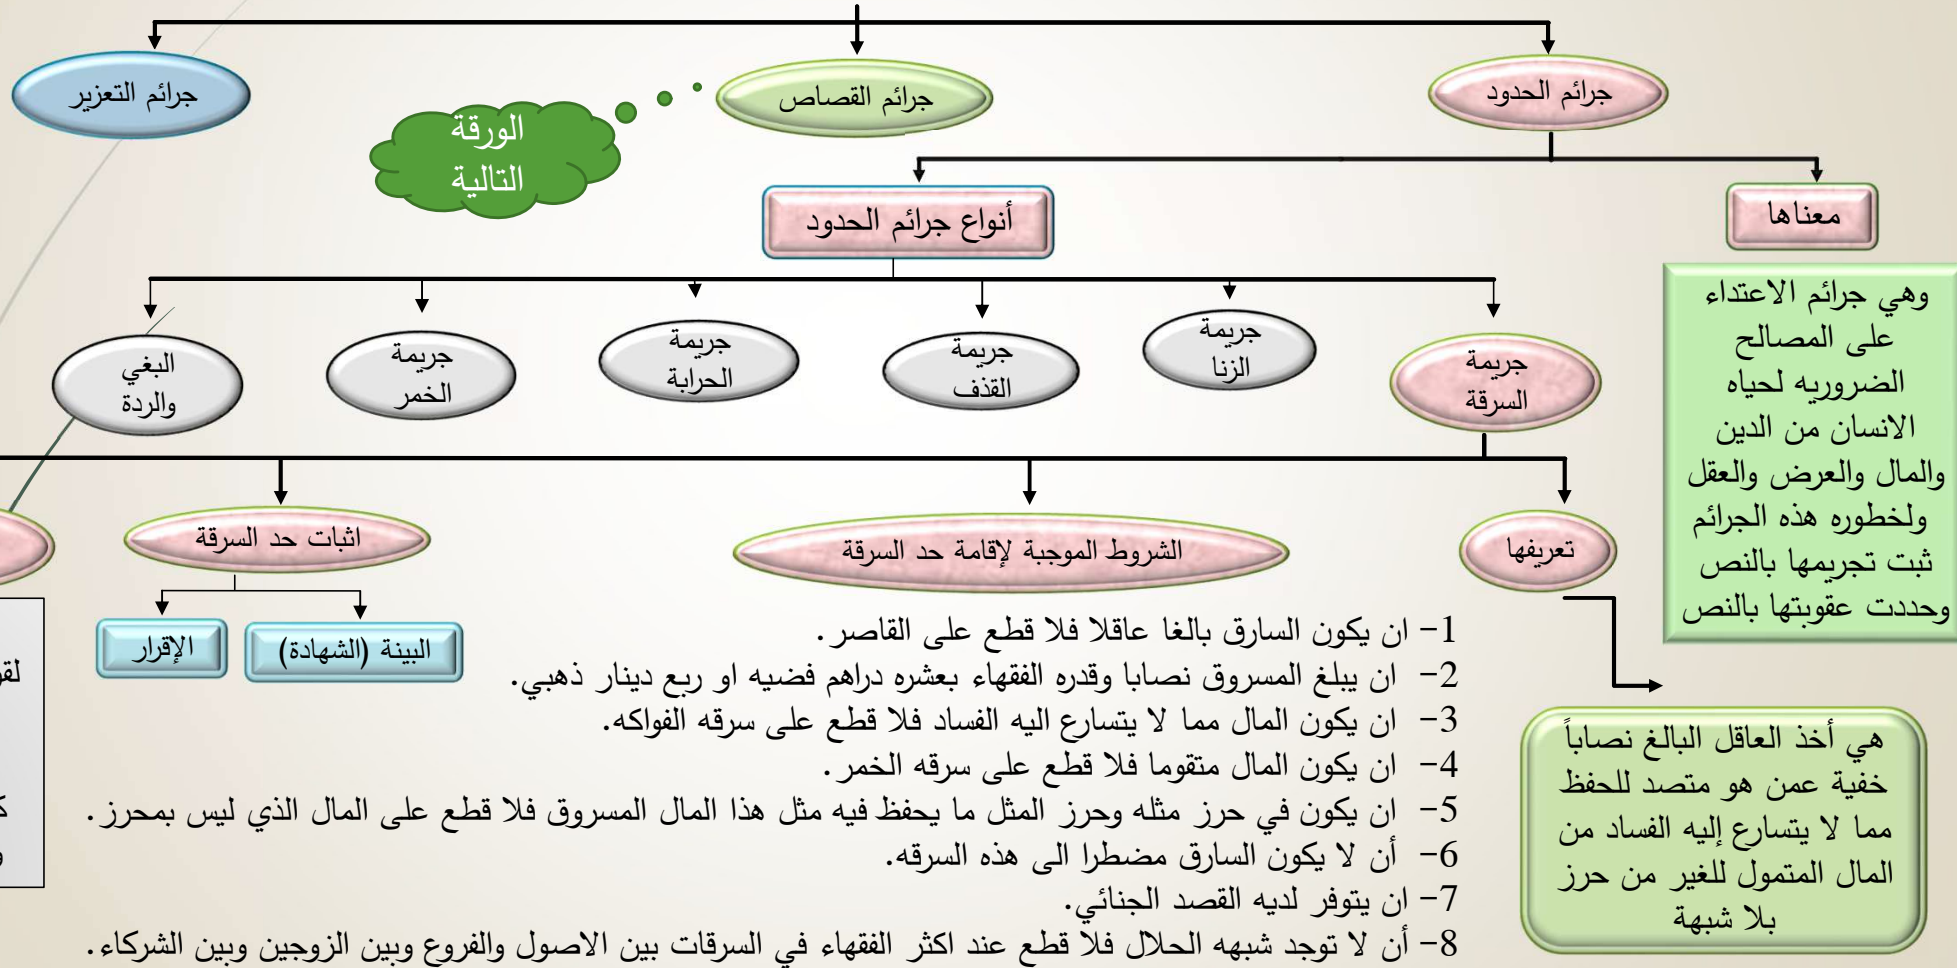 جرائم الحدود
جرائم القصاص
جرائم التعزير
الورقة
التالية
معناها
أنواع جرائم الحدود
وهي جرائم الاعتداء
على المصالح
الضروريه لحياه
الانسان من الدين
والمال والعرض والعقل
ولخطوره هذه الجرائم
ثبت تجريمها بالنص
وحددت عقوبتها بالنص
جريمة
السرقة
جريمة
الزنا
جريمة
القذف
جريمة
الحرابة
جريمة
الخمر
البغي
والردة
تعريفها
الشروط الموجبة لإقامة حد السرقة
اثبات حد السرقة
البينة (الشهادة)
الإقرار
هي أخذ العاقل البالغ نصاباً
خفية عمن هو متصد للحفظ
مما لا يتسارع إليه الفساد من
المال المتمول للغير من حرز
بلا شبهة
1- ان يكون السارق بالغا عاقلا فلا قطع على القاصر.
2- ان يبلغ المسروق نصابا وقدره الفقهاء بعشره دراهم فضيه او ربع دينار ذهبي.
3- ان يكون المال مما لا يتسارع اليه الفساد فلا قطع على سرقه الفواكه.
4- ان يكون المال متقوما فلا قطع على سرقه الخمر.
5- ان يكون في حرز مثله وحرز المثل ما يحفظ فيه مثل هذا المال المسروق فلا قطع على المال الذي ليس بمحرز.
6- أن لا يكون السارق مضطرا الى هذه السرقه.
7- ان يتوفر لديه القصد الجنائي.
8- أن لا توجد شبهه الحلال فلا قطع عند اكثر الفقهاء في السرقات بين الاصول والفروع وبين الزوجين وبين الشركاء.